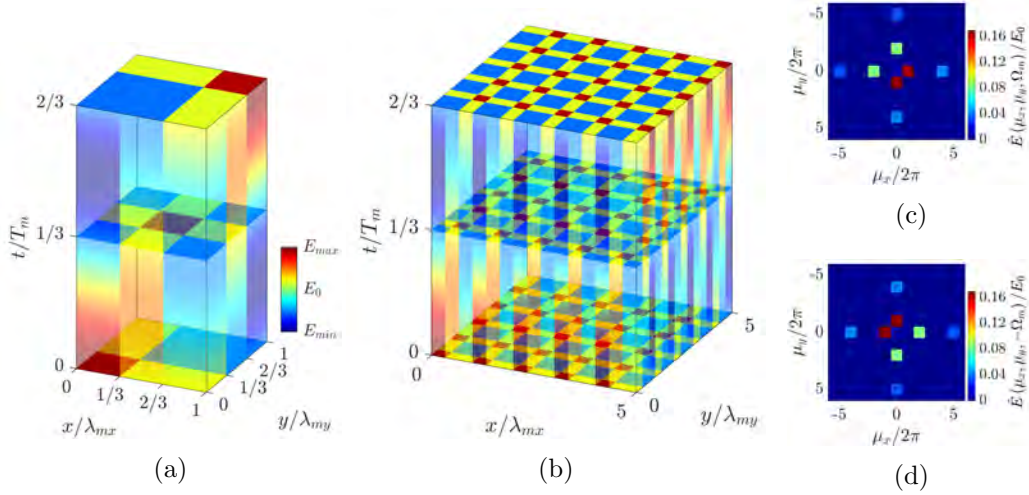 2/3
1/3
0
t/T_m
0
1/3
2/3
1
x/λ_mx
0
1/3
2/3
1
y/λ_my
E_max
E_0
E_min
(a)
2/3
1/3
0
t/T_m
0
5
x/λ_mx
0
5
y/λ_my
(b)
−5
0
5
μ_y/2π
−5
0
5
μ_x/2π
0.16
0.12
0.08
0.04
0
Ê (μ_x, μ_y, Ω_m) /E_0
(c)
−5
0
5
μ_y/2π
−5
0
5
μ_x/2π
0.16
0.12
0.08
0.04
0
Ê (μ_x, μ_y, −Ω_m) /E_0
(d)